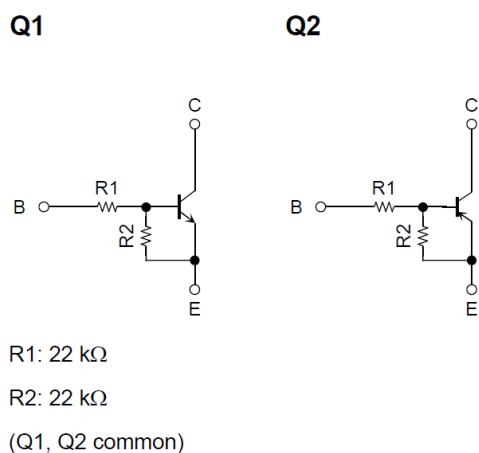 Q1
Q2
C
C
R1
R1
B
B
R2
R2
E
E
R1: 22 kΩ
R2: 22 kΩ
(Q1, Q2 common)